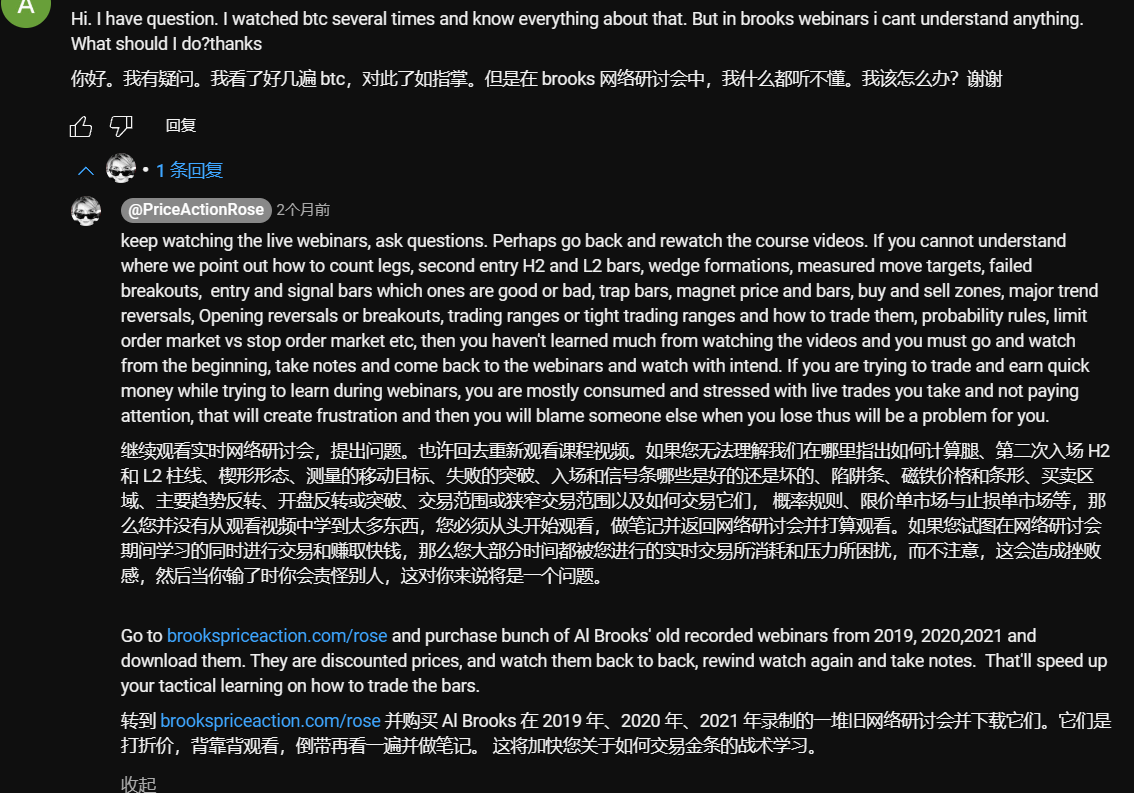 A
Hi. I have question. I watched btc several times and know everything about that. But in brooks webinars i cant understand anything.
What should I do?thanks
你好。我有疑问。我看了好几遍 btc，对此了如指掌。但是在 brooks 网络研讨会中，我什么都听不懂。我该怎么办？谢谢
回复
• 1 条回复
@PriceActionRose 2个月前
keep watching the live webinars, ask questions. Perhaps go back and rewatch the course videos. If you cannot understand
where we point out how to count legs, second entry H2 and L2 bars, wedge formations, measured move targets, failed
breakouts,  entry and signal bars which ones are good or bad, trap bars, magnet price and bars, buy and sell zones, major trend
reversals, Opening reversals or breakouts, trading ranges or tight trading ranges and how to trade them, probability rules, limit
order market vs stop order market etc, then you haven't learned much from watching the videos and you must go and watch
from the beginning, take notes and come back to the webinars and watch with intend. If you are trying to trade and earn quick
money while trying to learn during webinars, you are mostly consumed and stressed with live trades you take and not paying
attention, that will create frustration and then you will blame someone else when you lose thus will be a problem for you.
继续观看实时网络研讨会，提出问题。也许回去重新观看课程视频。如果您无法理解我们在哪里指出如何计算腿、第二次入场 H2
和 L2 柱线、楔形形态、测量的移动目标、失败的突破、入场和信号条哪些是好的还是坏的、陷阱条、磁铁价格和条形、买卖区
域、主要趋势反转、开盘反转或突破、交易范围或狭窄交易范围以及如何交易它们， 概率规则、限价单市场与止损单市场等，那
么您并没有从观看视频中学到太多东西，您必须从头开始观看，做笔记并返回网络研讨会并打算观看。如果您试图在网络研讨会
期间学习的同时进行交易和赚取快钱，那么您大部分时间都被您进行的实时交易所消耗和压力所困扰，而不注意，这会造成挫败
感，然后当你输了时你会责怪别人，这对你来说将是一个问题。
Go to brookspriceaction.com/rose and purchase bunch of Al Brooks' old recorded webinars from 2019, 2020,2021 and
download them. They are discounted prices, and watch them back to back, rewind watch again and take notes.  That'll speed up
your tactical learning on how to trade the bars.
转到 brookspriceaction.com/rose 并购买 Al Brooks 在 2019 年、2020 年、2021 年录制的一堆旧网络研讨会并下载它们。它们是
打折价，背靠背观看，倒带再看一遍并做笔记。 这将加快您关于如何交易金条的战术学习。
收起